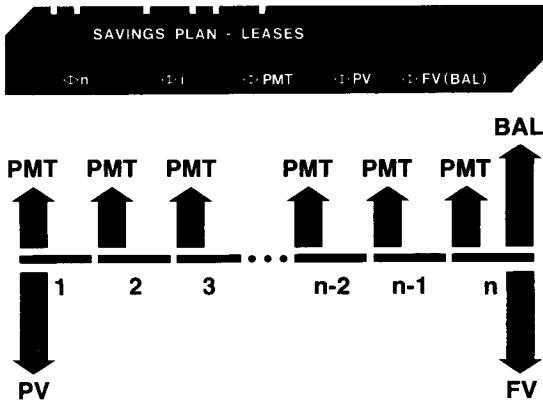 SAVINGS PLAN - LEASES
n i PMT PV FV(BAL)
BAL
PMT PMT PMT PMT PMT PMT
1 2 3 ••• n-2 n-1 n
PV FV